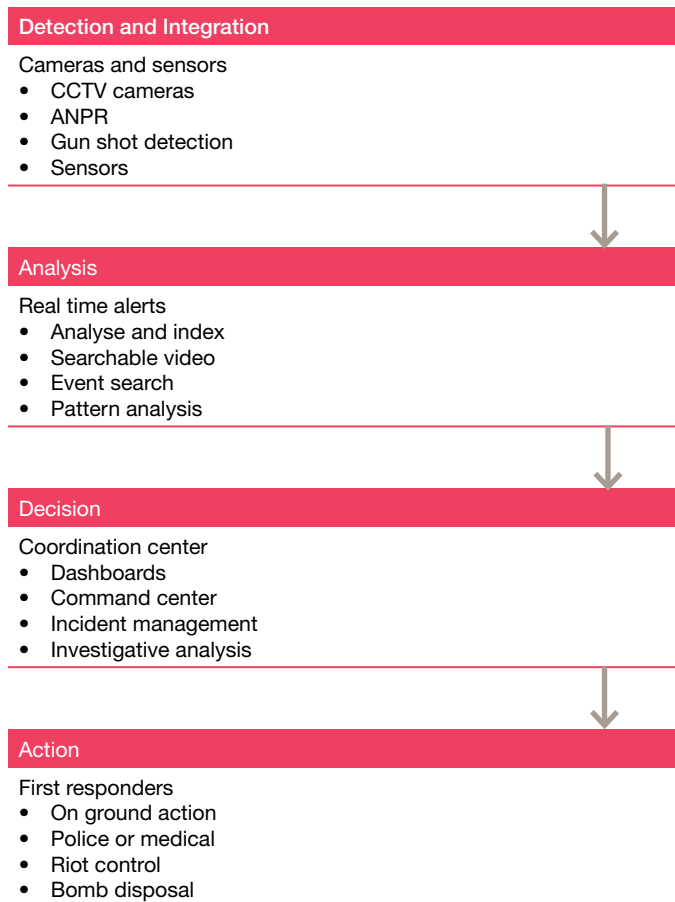 Detection and Integration
Cameras and sensors
• CCTV cameras
• ANPR
• Gun shot detection
• Sensors
Analysis
Real time alerts
• Analyse and index
• Searchable video
• Event search
• Pattern analysis
Decision
Coordination center
• Dashboards
• Command center
• Incident management
• Investigative analysis
Action
First responders
• On ground action
• Police or medical
• Riot control
• Bomb disposal